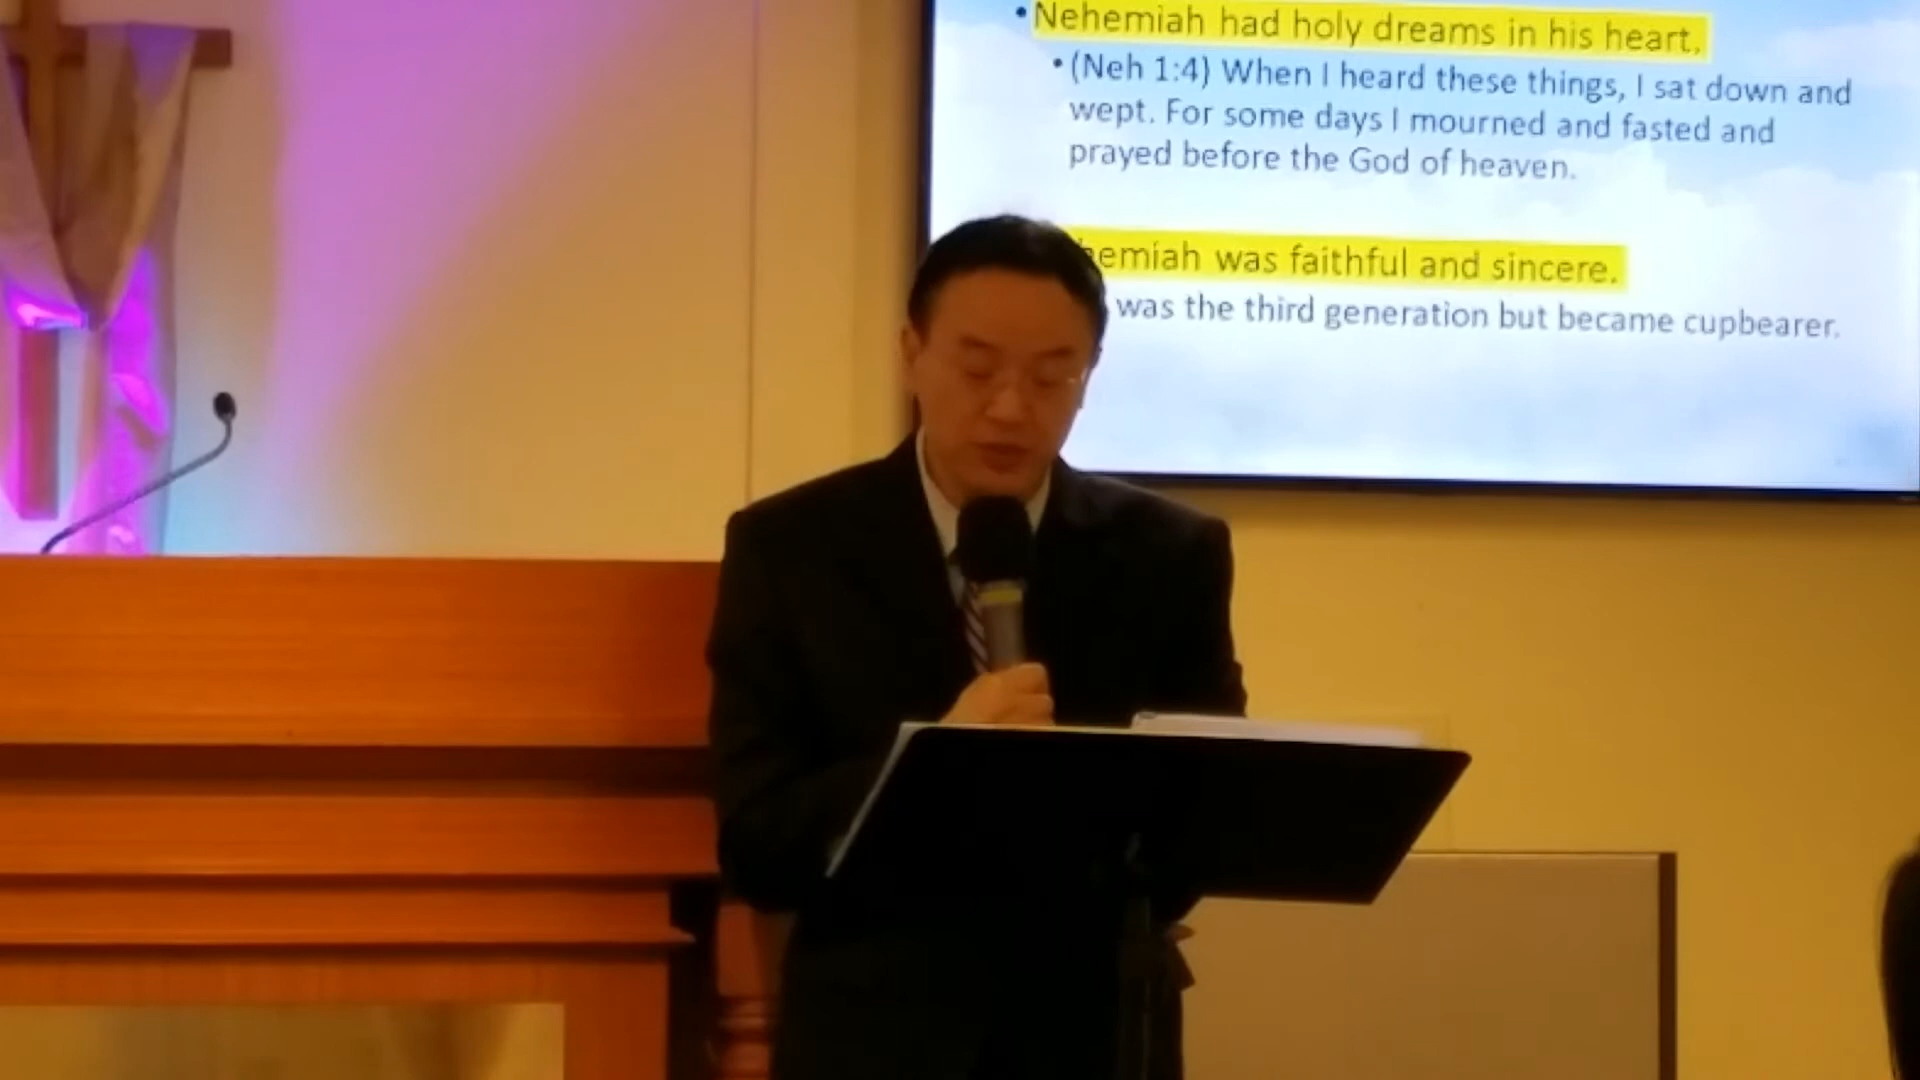 •Nehemiah had holy dreams in his heart.
•(Neh 1:4) When I heard these things, I sat down and
wept. For some days I mourned and fasted and
prayed before the God of heaven.
was faithful and sincere.
was the third generation but became cupbearer.